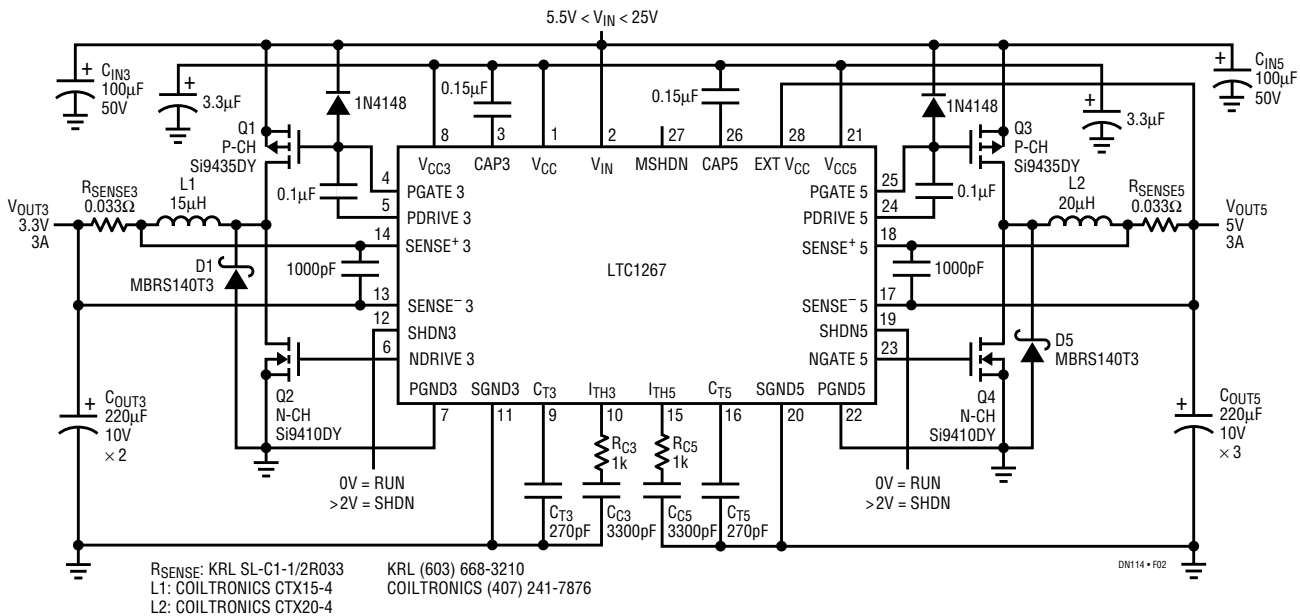 5.5V < VIN < 25V
CIN3
100µF
50V
3.3µF
0.15µF
1N4148
0.15µF
1N4148
CIN5
100µF
50V
3.3µF
Q1
P-CH
Si9435DY
Q3
P-CH
Si9435DY
8
3
1
2
27
26
28
21
VCC3
CAP3
VCC
VIN
MSHDN
CAP5
EXT VCC
VCC5
4
PGATE 3
PGATE 5
25
0.1µF
5
PDRIVE 3
PDRIVE 5
24
0.1µF
VOUT3
3.3V
3A
RSENSE3
0.033Ω
L1
15µH
L2
20µH
RSENSE5
0.033Ω
VOUT5
5V
3A
14
SENSE+ 3
SENSE+ 5
18
D1
MBRS140T3
1000pF
LTC1267
1000pF
13
SENSE– 3
SENSE– 5
17
12
SHDN3
SHDN5
19
6
NDRIVE 3
NGATE 5
23
D5
MBRS140T3
PGND3
SGND3
CT3
ITH3
ITH5
CT5
SGND5
PGND5
7
11
9
10
15
16
20
22
Q2
N-CH
Si9410DY
Q4
N-CH
Si9410DY
COUT3
220µF
10V
× 2
COUT5
220µF
10V
× 3
RC3
1k
RC5
1k
0V = RUN
>2V = SHDN
0V = RUN
>2V = SHDN
CT3
270pF
CC3
3300pF
CC5
3300pF
CT5
270pF
DN114 • F02
RSENSE: KRL SL-C1-1/2R033
L1: COILTRONICS CTX15-4
L2: COILTRONICS CTX20-4
KRL (603) 668-3210
COILTRONICS (407) 241-7876